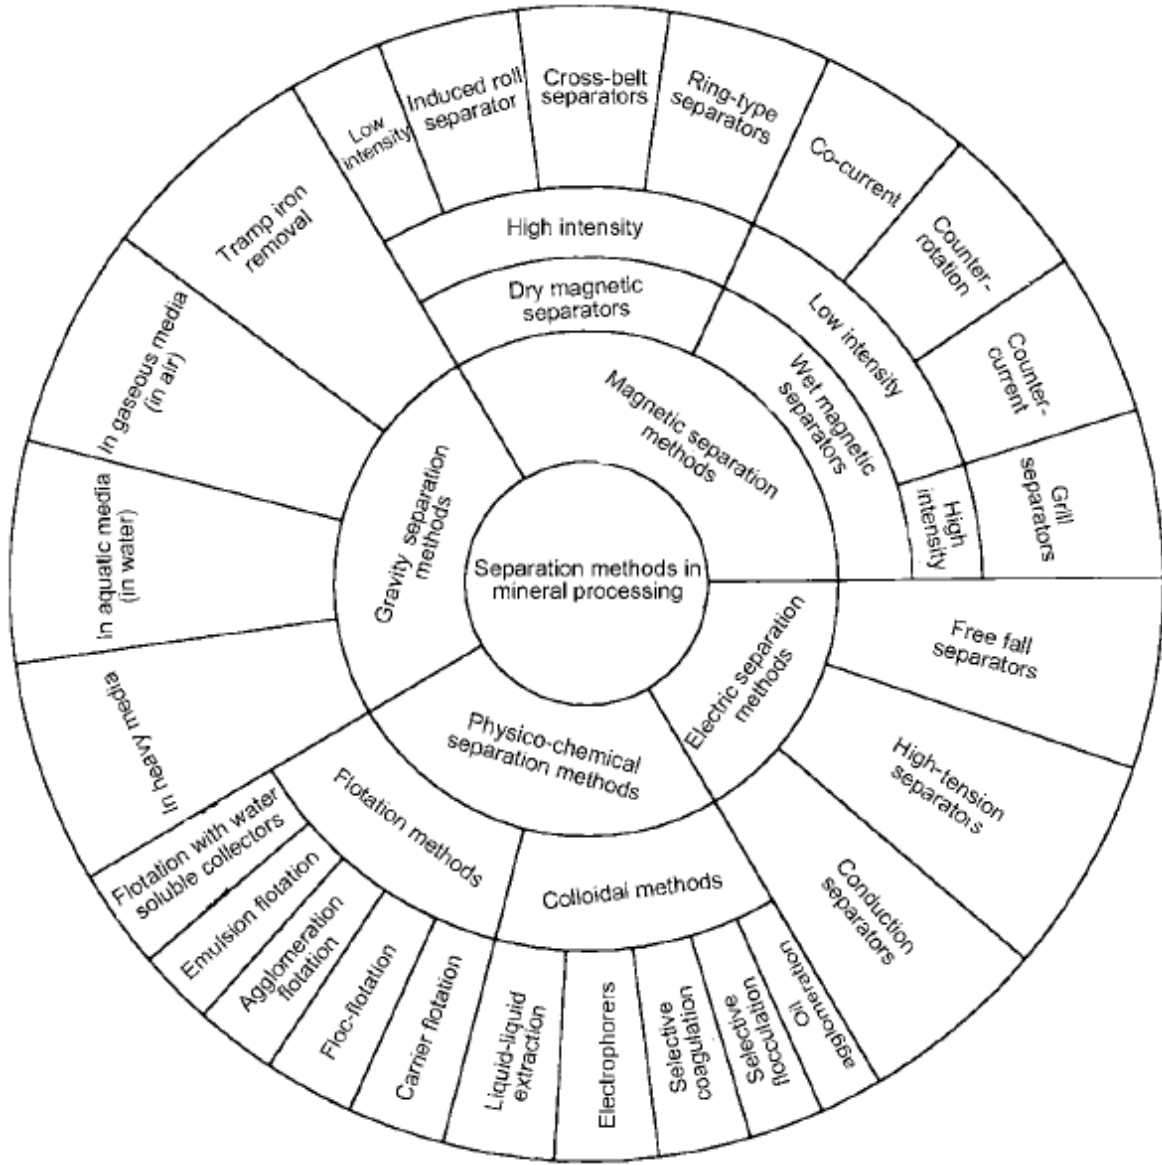 Separation methods in
mineral processing
Magnetic separation
methods
Dry magnetic
separators
High intensity
Low
intensity
Induced roll
separator
Cross-belt
separators
Ring-type
separators
Wet magnetic
separators
Low intensity
Co-current
Counter-
rotation
Counter-
current
High
intensity
Grill
separators
Electric separation
methods
Free fall
separators
High-tension
separators
Conduction
separators
Physico-chemical
separation methods
Colloidal methods
Oil
agglomeration
Selective
flocculation
Selective
coagulation
Electrophorers
Liquid-liquid
extraction
Flotation methods
Carrier flotation
Floc-flotation
Agglomeration
flotation
Emulsion flotation
Flotation with water
soluble collectors
Gravity separation
methods
In heavy media
In aquatic media
(in water)
In gaseous media
(in air)
Tramp iron
removal